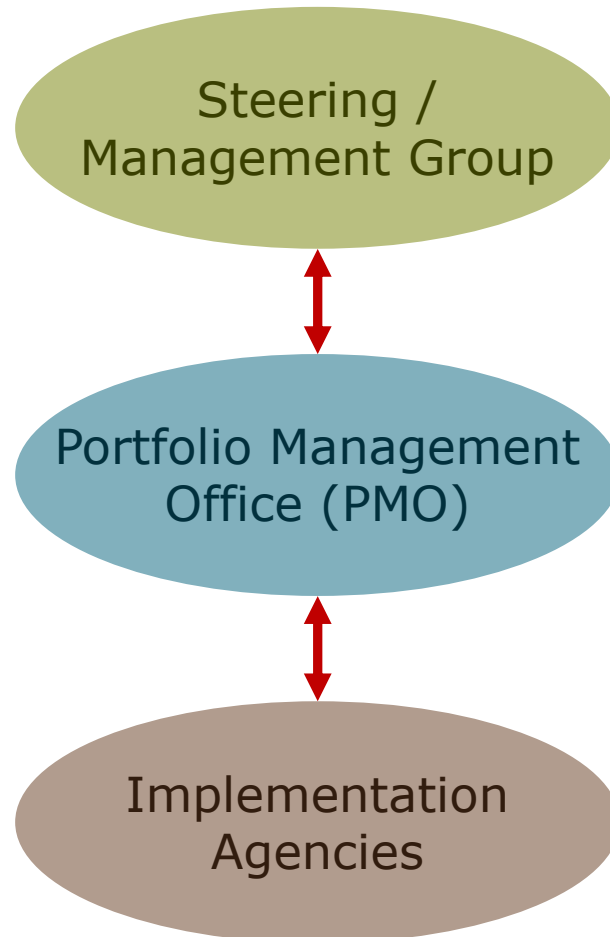 Steering /
Management Group
Portfolio Management
Office (PMO)
Implementation
Agencies